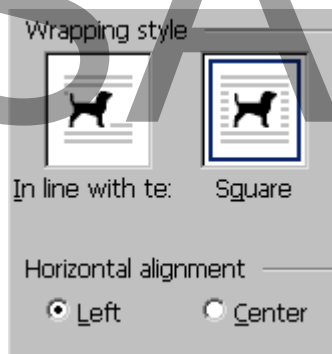 Wrapping style
In line with te: Square
Horizontal alignment
Left Center